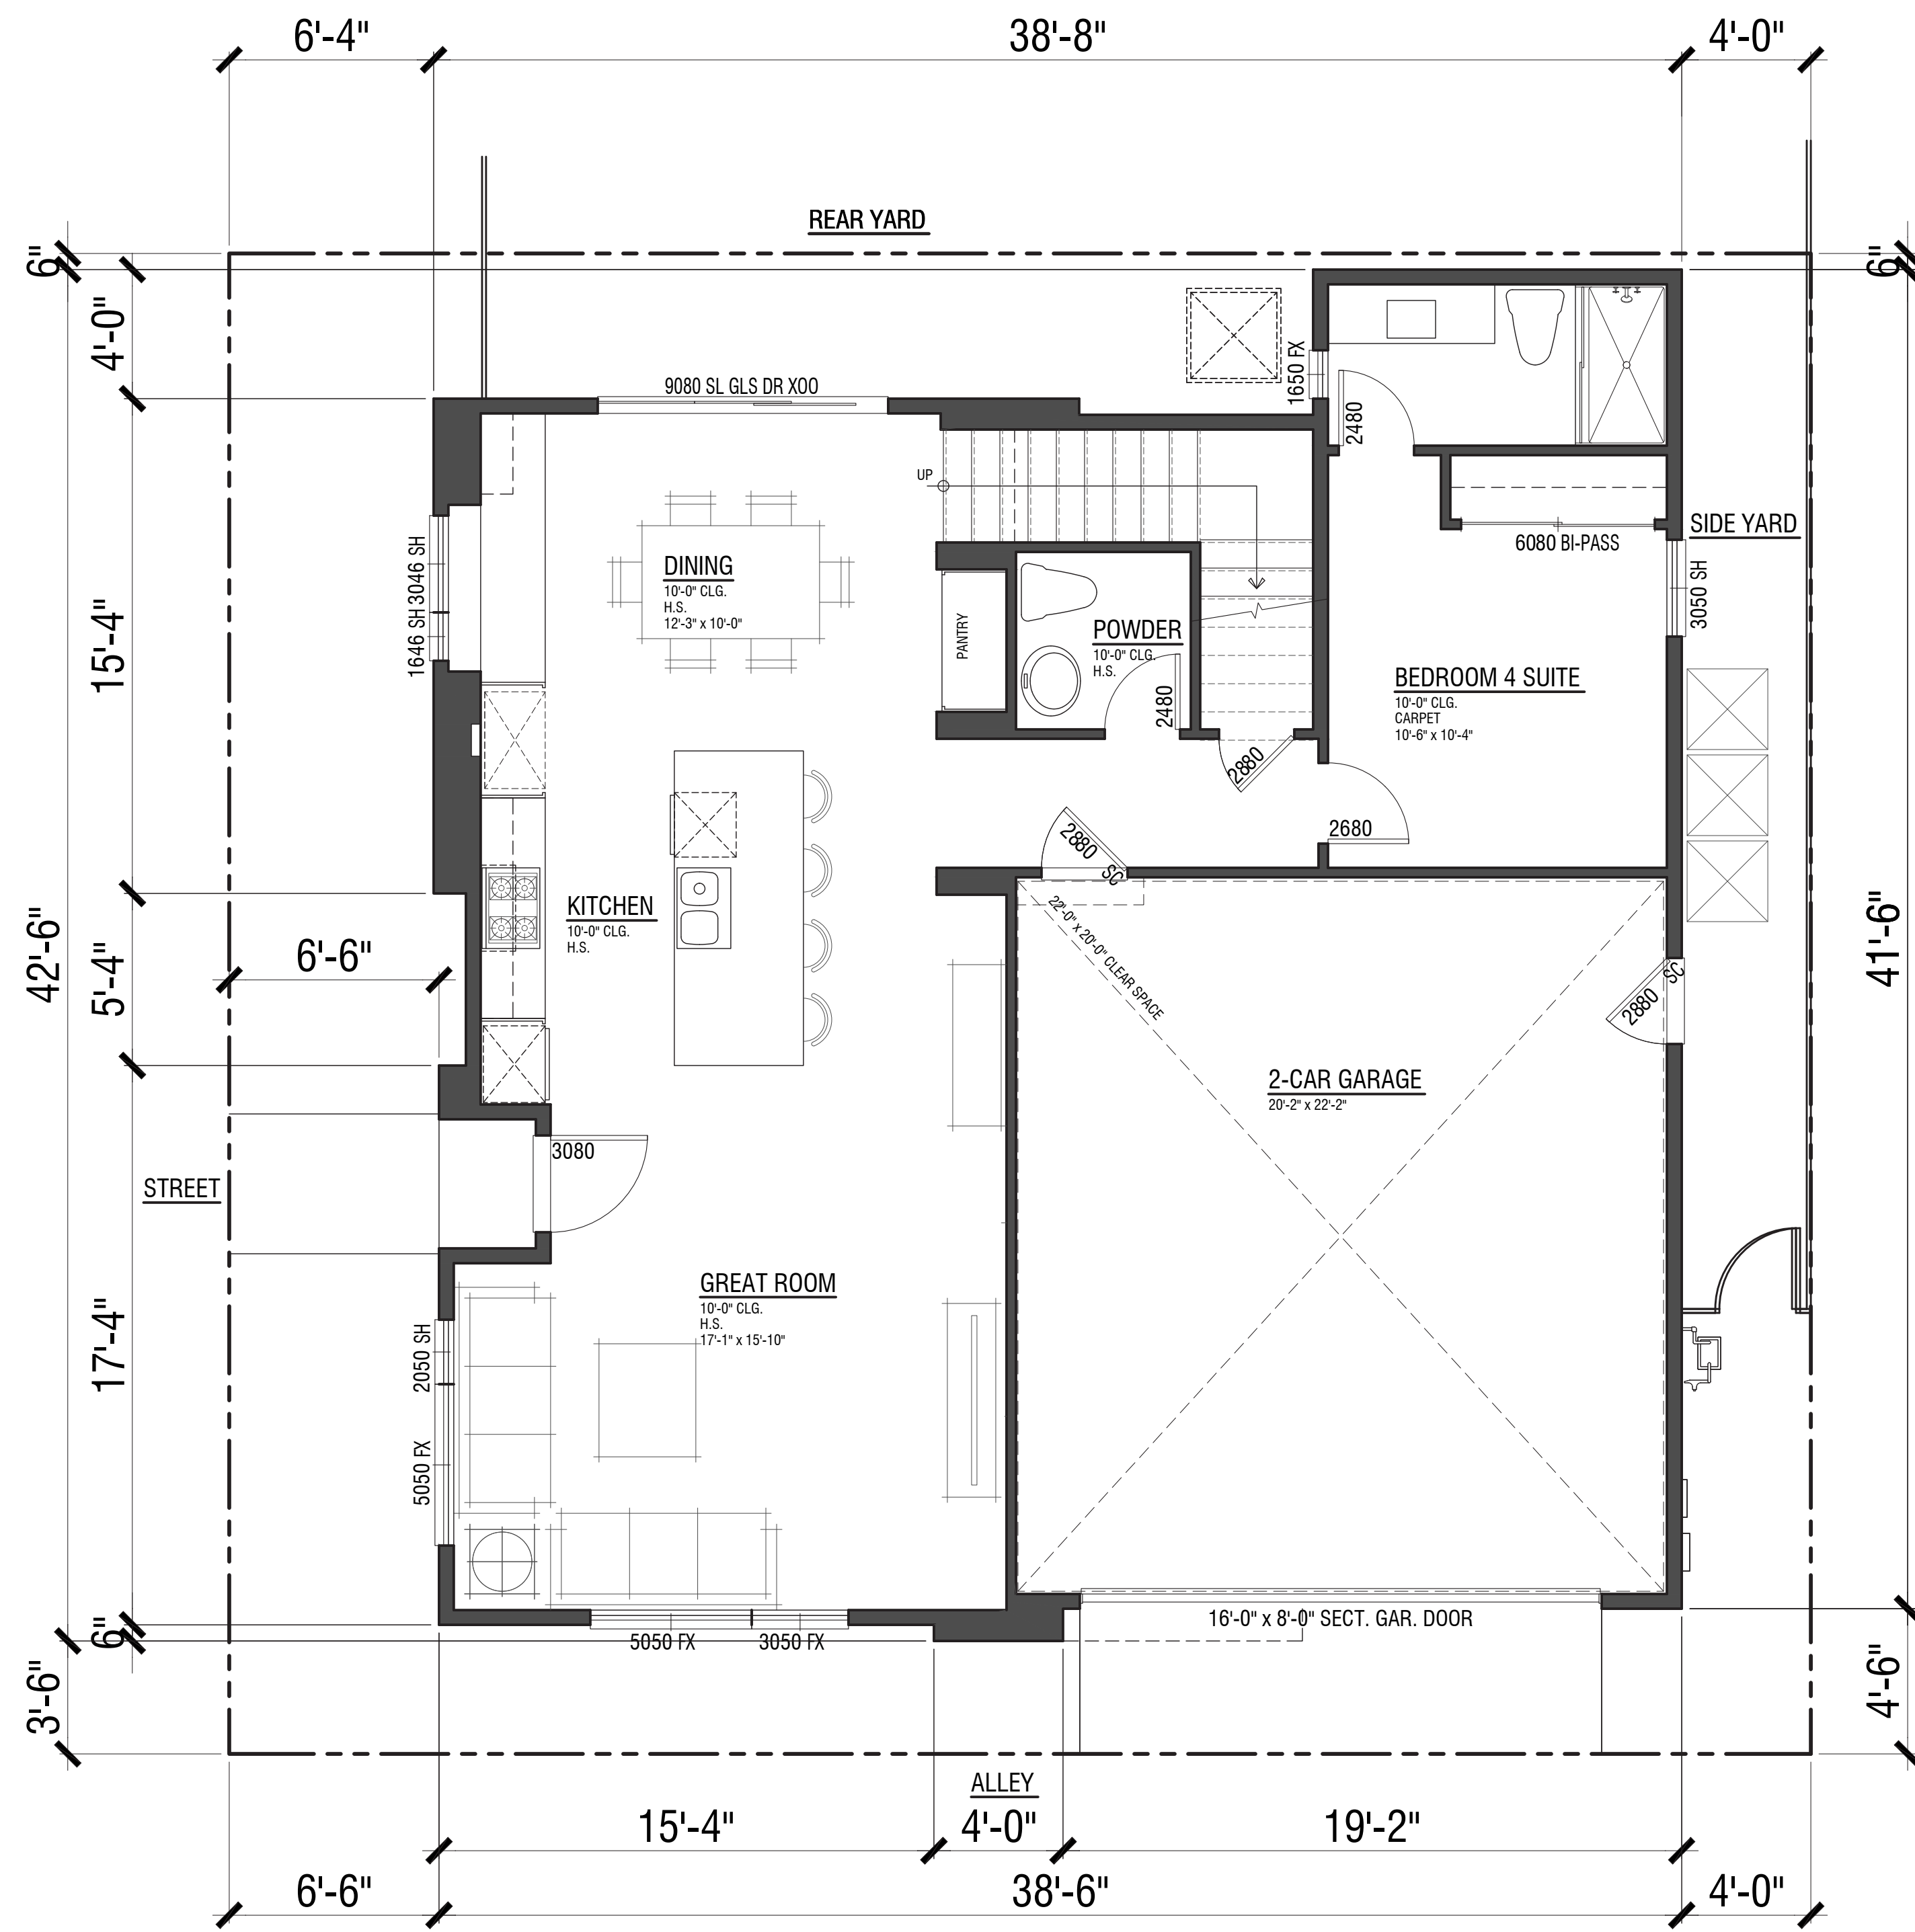 6'-4"
38'-8"
4'-0"
REAR YARD
6"
6"
4'-0"
9080 SL GLS DR XOO
1650 FX
2480
UP
6080 BI-PASS
SIDE YARD
3046 SH
1646 SH
DINING
10'-0" CLG.
H.S.
12'-3" x 10'-0"
PANTRY
POWDER
10'-0" CLG.
H.S.
2480
3050 SH
15'-4"
BEDROOM 4 SUITE
10'-0" CLG.
CARPET
10'-6" x 10'-4"
2880
2680
2880
SC
KITCHEN
10'-0" CLG.
H.S.
22'-0" x 20'-0" CLEAR SPACE
42'-6"
41'-6"
5'-4"
6'-6"
2880
SC
2-CAR GARAGE
20'-2" x 22'-2"
3080
STREET
GREAT ROOM
10'-0" CLG.
H.S.
17'-1" x 15'-10"
17'-4"
2050 SH
5050 FX
6"
5050 FX
3050 FX
16'-0" x 8'-0" SECT. GAR. DOOR
3'-6"
4'-6"
ALLEY
15'-4"
4'-0"
19'-2"
6'-6"
38'-6"
4'-0"